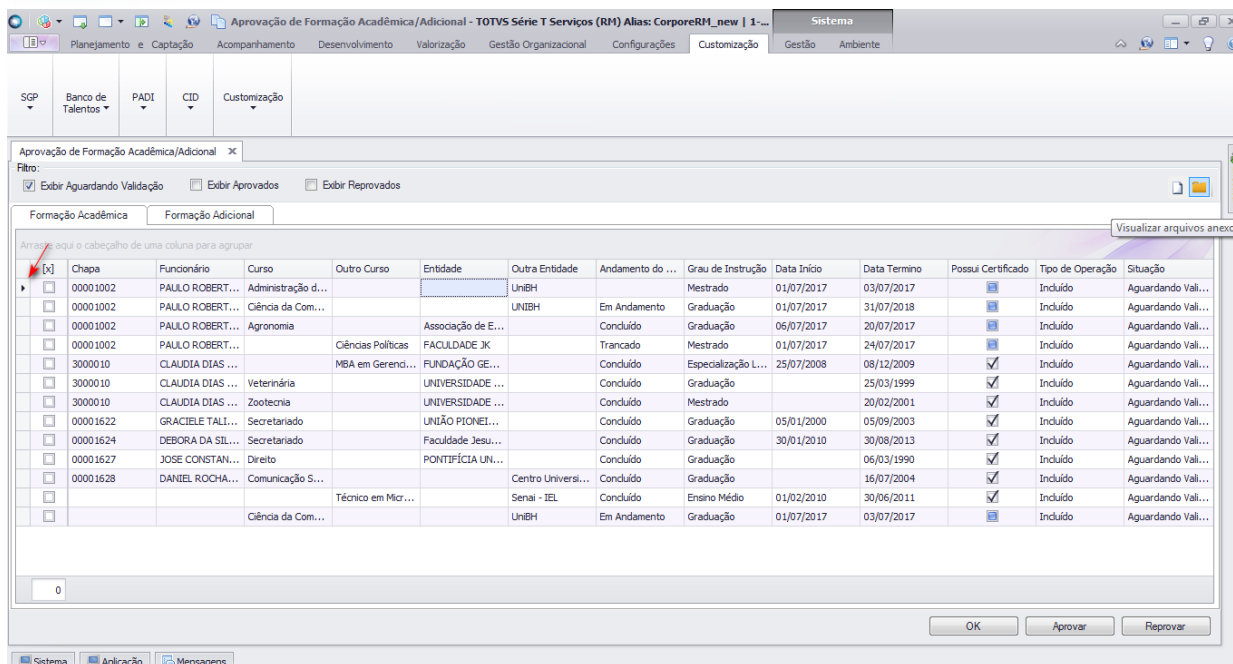 Aprovação de Formação Acadêmica/Adicional - TOTVS Série T Serviços (RM) Alias: CorporeRM_new | 1-... Sistema
Planejamento e Captação Acompanhamento Desenvolvimento Valorização Gestão Organizacional Configurações Customização Gestão Ambiente
SGP Banco de Talentos PADI CID Customização
Aprovação de Formação Acadêmica/Adicional
Filtro:
Exibir Aguardando Validação Exibir Aprovados Exibir Reprovados
Formação Acadêmica Formação Adicional
Visualizar arquivos anexo
Arraste aqui o cabeçalho de uma coluna para agrupar
[x] Chapa Funcionário Curso Outro Curso Entidade Outra Entidade Andamento do ... Grau de Instrução Data Início Data Termino Possui Certificado Tipo de Operação Situação
00001002 PAULO ROBERT... Administração d... UniBH Mestrado 01/07/2017 03/07/2017 Incluído Aguardando Vali...
00001002 PAULO ROBERT... Ciência da Com... UNIBH Em Andamento Graduação 01/07/2017 31/07/2018 Incluído Aguardando Vali...
00001002 PAULO ROBERT... Agronomia Associação de E... Concluído Graduação 06/07/2017 20/07/2017 Incluído Aguardando Vali...
00001002 PAULO ROBERT... Ciências Políticas FACULDADE JK Trancado Mestrado 01/07/2017 24/07/2017 Incluído Aguardando Vali...
3000010 CLAUDIA DIAS ... MBA em Gerenci... FUNDAÇÃO GE... Concluído Especialização L... 25/07/2008 08/12/2009 Incluído Aguardando Vali...
3000010 CLAUDIA DIAS ... Veterinária UNIVERSIDADE ... Concluído Graduação 25/03/1999 Incluído Aguardando Vali...
3000010 CLAUDIA DIAS ... Zootecnia UNIVERSIDADE ... Concluído Mestrado 20/02/2001 Incluído Aguardando Vali...
00001622 GRACIELE TALI... Secretariado UNIÃO PIONEI... Concluído Graduação 05/01/2000 05/09/2003 Incluído Aguardando Vali...
00001624 DEBORA DA SIL... Secretariado Faculdade Jesu... Concluído Graduação 30/01/2010 30/08/2013 Incluído Aguardando Vali...
00001627 JOSE CONSTAN... Direito PONTIFÍCIA UN... Concluído Graduação 06/03/1990 Incluído Aguardando Vali...
00001628 DANIEL ROCHA... Comunicação S... Centro Universi... Concluído Graduação 16/07/2004 Incluído Aguardando Vali...
Técnico em Micr... Senai - IEL Concluído Ensino Médio 01/02/2010 30/06/2011 Incluído Aguardando Vali...
Ciência da Com... UniBH Em Andamento Graduação 01/07/2017 03/07/2017 Incluído Aguardando Vali...
0
OK Aprovar Reprovar
Sistema Aplicação Mensagens